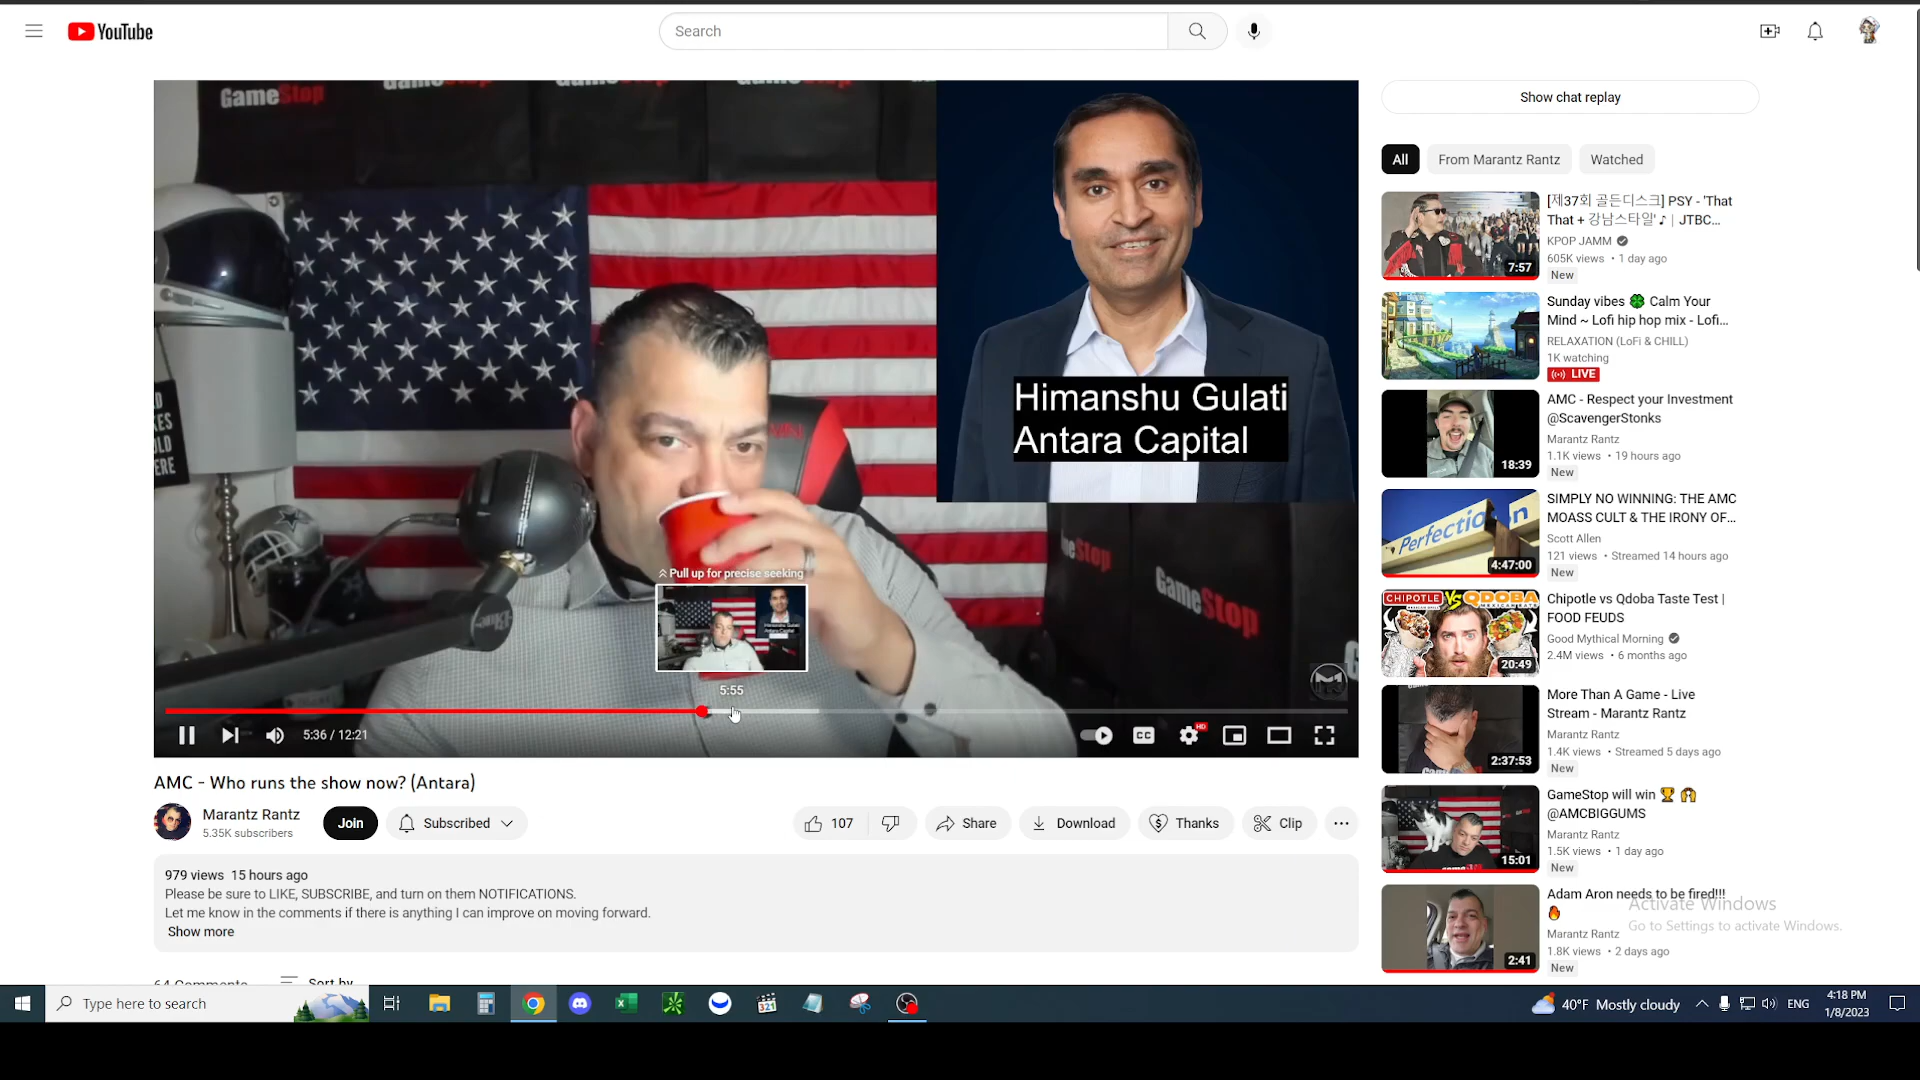 YouTube
Search
GameStop
Himanshu Gulati
Antara Capital
GameStop
Pull up for precise seeking
5:55
5:36 / 12:21
CC
HD
AMC - Who runs the show now? (Antara)
Marantz Rantz
5.35K subscribers
Join
Subscribed
107
Share
Download
Thanks
Clip
979 views 15 hours ago
Please be sure to LIKE, SUBSCRIBE, and turn on them NOTIFICATIONS.
Let me know in the comments if there is anything I can improve on moving forward.
Show more
64 Comments
Sort by
Show chat replay
All
From Marantz Rantz
Watched
[제37회 골든디스크] PSY - 'That
That + 강남스타일' ♪ | JTBC...
KPOP JAMM
605K views • 1 day ago
New
7:57
Sunday vibes 🍀 Calm Your
Mind ~ Lofi hip hop mix - Lofi...
RELAXATION (LoFi & CHILL)
1K watching
LIVE
AMC - Respect your Investment
@ScavengerStonks
Marantz Rantz
1.1K views • 19 hours ago
New
18:39
SIMPLY NO WINNING: THE AMC
MOASS CULT & THE IRONY OF...
Scott Allen
121 views • Streamed 14 hours ago
New
Perfection
4:47:00
Chipotle vs Qdoba Taste Test |
FOOD FEUDS
Good Mythical Morning
2.4M views • 6 months ago
CHIPOTLE VS QDOBA
20:49
More Than A Game - Live
Stream - Marantz Rantz
Marantz Rantz
1.4K views • Streamed 5 days ago
New
2:37:53
GameStop will win 🏆 🙌
@AMCBIGGUMS
Marantz Rantz
1.5K views • 1 day ago
New
15:01
Adam Aron needs to be fired!!!
🔥
Marantz Rantz
1.8K views • 2 days ago
New
2:41
Activate Windows
Go to Settings to activate Windows.
Type here to search
321
40°F Mostly cloudy
ENG
4:18 PM
1/8/2023